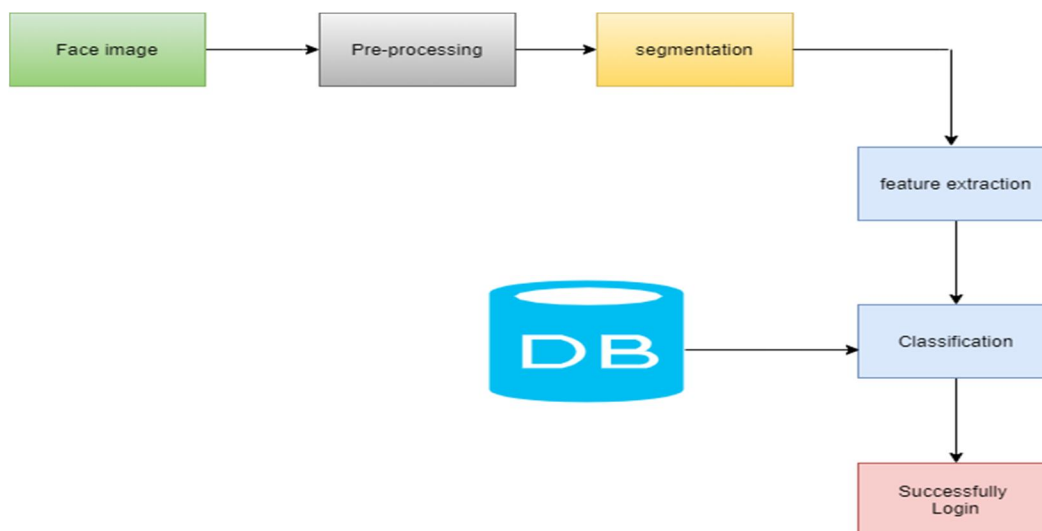 Face image
Pre-processing
segmentation
feature extraction
DB
Classification
Successfully
Login